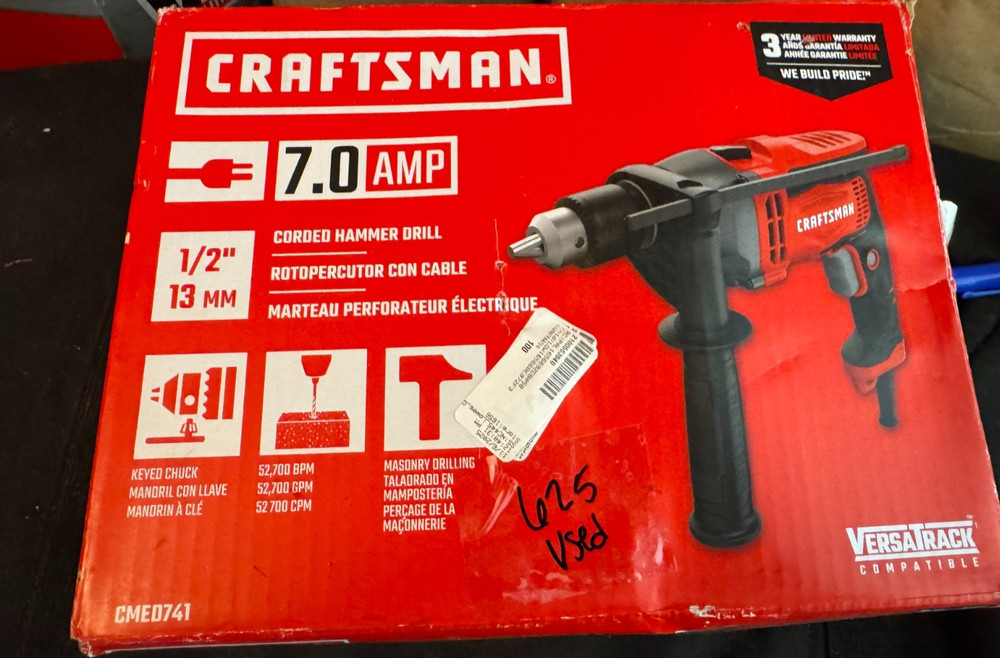 CRAFTSMAN®
3 YEAR LIMITED WARRANTY
AÑOS GARANTÍA LIMITADA
ANNÉE GARANTIE LIMITÉE
WE BUILD PRIDE™
7.0 AMP
1/2"
13 MM
CORDED HAMMER DRILL
ROTOPERCUTOR CON CABLE
MARTEAU PERFORATEUR ÉLECTRIQUE
CRAFTSMAN
KEYED CHUCK
MANDRIL CON LLAVE
MANDRIN À CLÉ
52,700 BPM
52,700 GPM
52 700 CPM
MASONRY DRILLING
TALADRADO EN
MAMPOSTERÍA
PERÇAGE DE LA
MAÇONNERIE
100
625
Used
VERSATRACK™
COMPATIBLE
CMED741